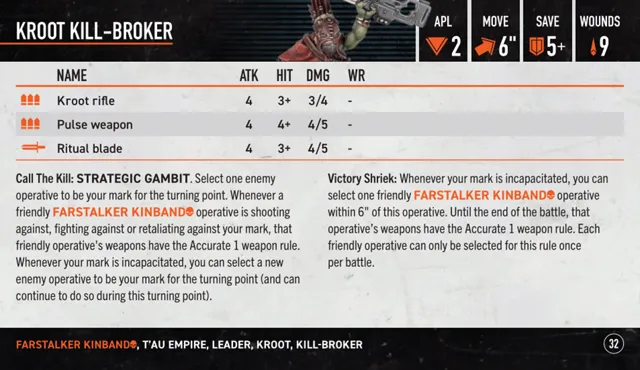 KROOT KILL-BROKER
APL MOVE SAVE WOUNDS
2 6" 5+ 9
NAME ATK HIT DMG WR
Kroot rifle 4 3+ 3/4 -
Pulse weapon 4 4+ 4/5 -
Ritual blade 4 3+ 4/5 -
Call The Kill: STRATEGIC GAMBIT. Select one enemy
operative to be your mark for the turning point. Whenever a
friendly FARSTALKER KINBAND operative is shooting
against, fighting against or retaliating against your mark, that
friendly operative's weapons have the Accurate 1 weapon rule.
Whenever your mark is incapacitated, you can select a new
enemy operative to be your mark for the turning point (and can
continue to do so during this turning point).
Victory Shriek: Whenever your mark is incapacitated, you can
select one friendly FARSTALKER KINBAND operative
within 6" of this operative. Until the end of the battle, that
operative's weapons have the Accurate 1 weapon rule. Each
friendly operative can only be selected for this rule once
per battle.
FARSTALKER KINBAND, T'AU EMPIRE, LEADER, KROOT, KILL-BROKER
32